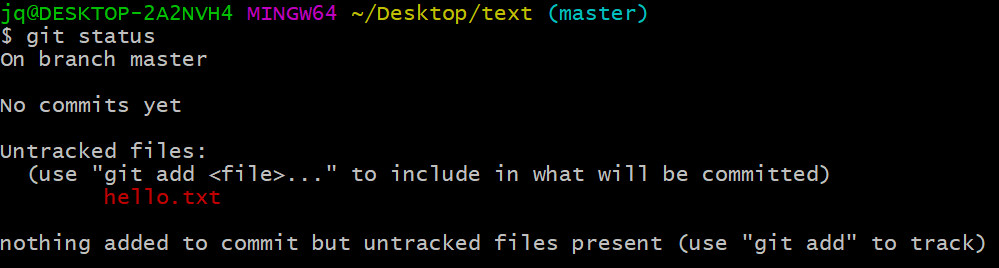 jq@DESKTOP-2A2NVH4 MINGW64 ~/Desktop/text (master)
$ git status
On branch master
No commits yet
Untracked files:
  (use "git add <file>..." to include in what will be committed)
        hello.txt
nothing added to commit but untracked files present (use "git add" to track)